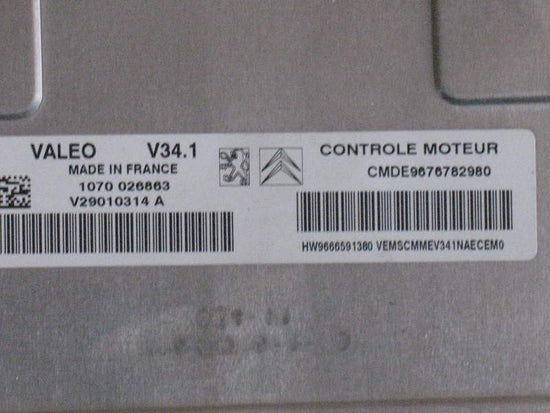 VALEO V34.1
MADE IN FRANCE
1070 026863
V29010314 A
CONTROLE MOTEUR
CMDE9676782980
HW9666591380 VEMSCMMEV341NAECEM0